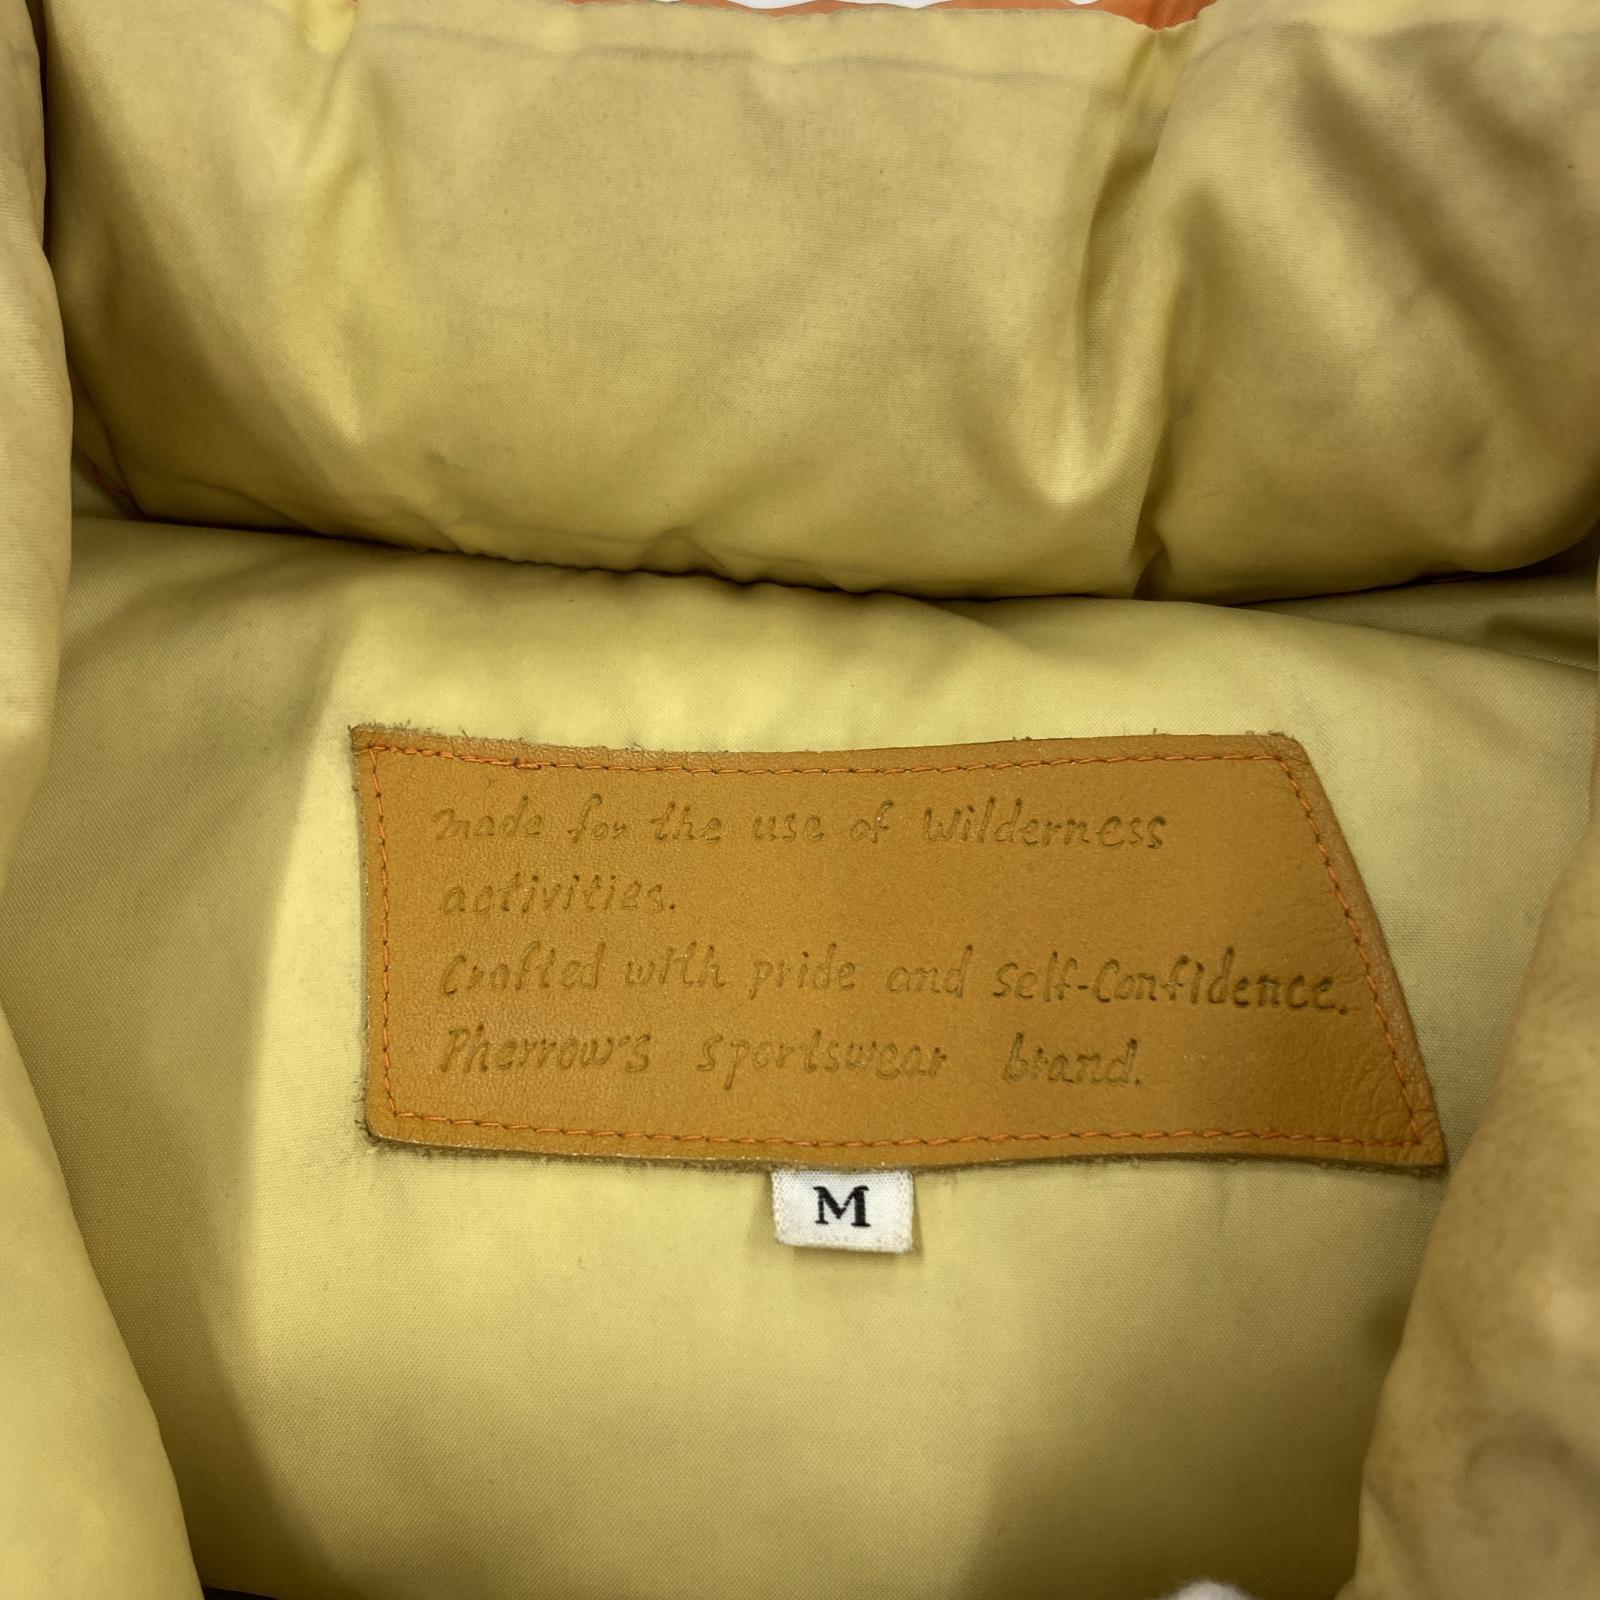 made for the use of Wilderness
activities.
Crafted with pride and Self-Confidence.
Pherrow's sportswear brand.
M